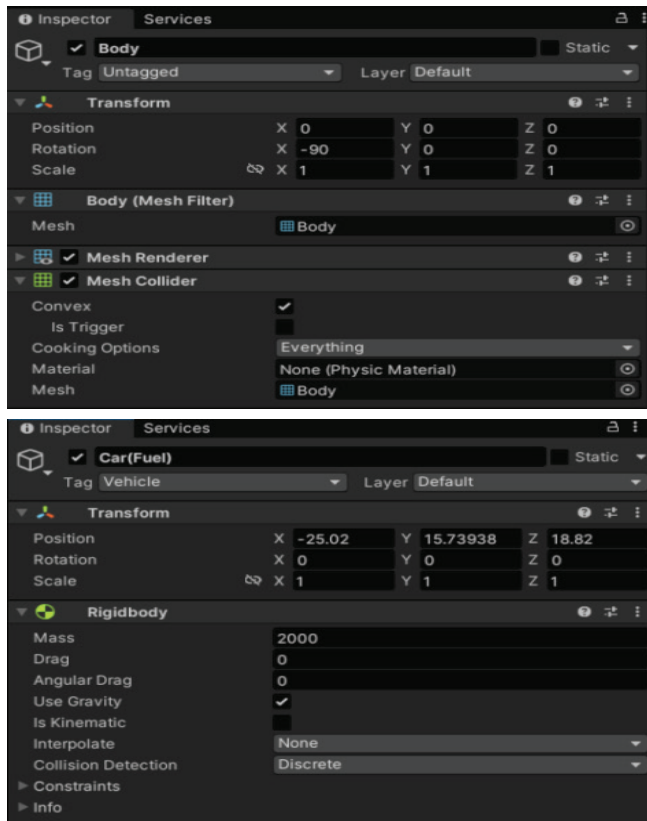 Inspector Services
Body Static
Tag Untagged Layer Default
Transform
Position X 0 Y 0 Z 0
Rotation X -90 Y 0 Z 0
Scale X 1 Y 1 Z 1
Body (Mesh Filter)
Mesh Body
Mesh Renderer
Mesh Collider
Convex
Is Trigger
Cooking Options Everything
Material None (Physic Material)
Mesh Body
Inspector Services
Car(Fuel) Static
Tag Vehicle Layer Default
Transform
Position X -25.02 Y 15.73938 Z 18.82
Rotation X 0 Y 0 Z 0
Scale X 1 Y 1 Z 1
Rigidbody
Mass 2000
Drag 0
Angular Drag 0
Use Gravity
Is Kinematic
Interpolate None
Collision Detection Discrete
Constraints
Info